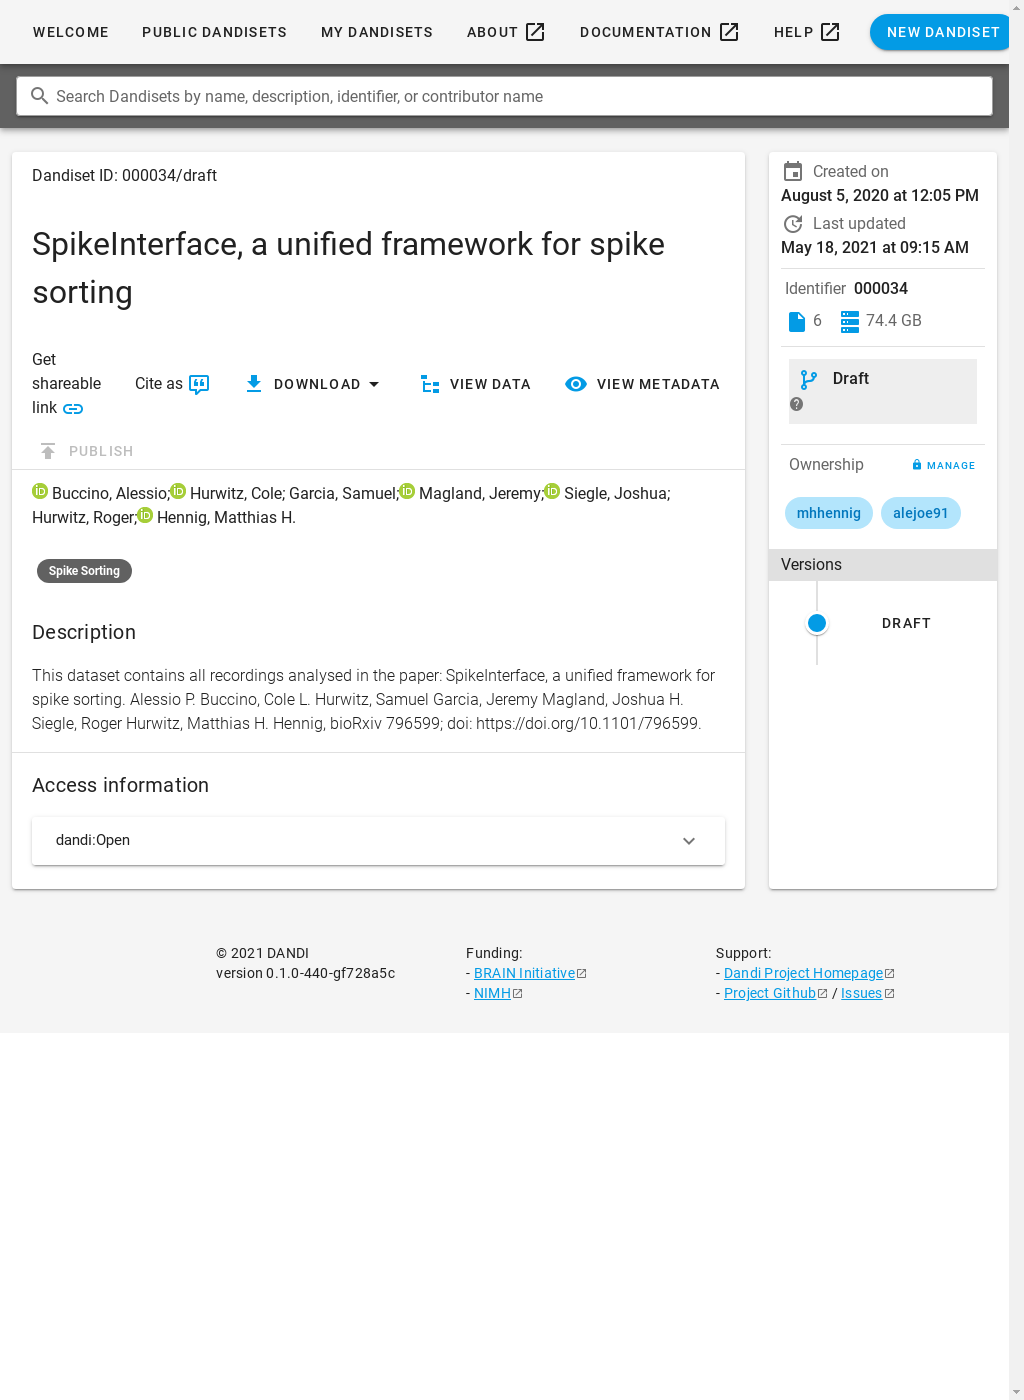 WELCOME PUBLIC DANDISETS MY DANDISETS ABOUT DOCUMENTATION HELP NEW DANDISET
Search Dandisets by name, description, identifier, or contributor name
Dandiset ID: 000034/draft
SpikeInterface, a unified framework for spike
sorting
Get
shareable
link
Cite as DOWNLOAD VIEW DATA VIEW METADATA
PUBLISH
iD Buccino, Alessio; iD Hurwitz, Cole; Garcia, Samuel; iD Magland, Jeremy; iD Siegle, Joshua;
Hurwitz, Roger; iD Hennig, Matthias H.
Spike Sorting
Description
This dataset contains all recordings analysed in the paper: SpikeInterface, a unified framework for
spike sorting. Alessio P. Buccino, Cole L. Hurwitz, Samuel Garcia, Jeremy Magland, Joshua H.
Siegle, Roger Hurwitz, Matthias H. Hennig, bioRxiv 796599; doi: https://doi.org/10.1101/796599.
Access information
dandi:Open
Created on
August 5, 2020 at 12:05 PM
Last updated
May 18, 2021 at 09:15 AM
Identifier 000034
6 74.4 GB
Draft
?
Ownership MANAGE
mhhennig alejoe91
Versions
DRAFT
© 2021 DANDI
version 0.1.0-440-gf728a5c
Funding:
- BRAIN Initiative
- NIMH
Support:
- Dandi Project Homepage
- Project Github / Issues